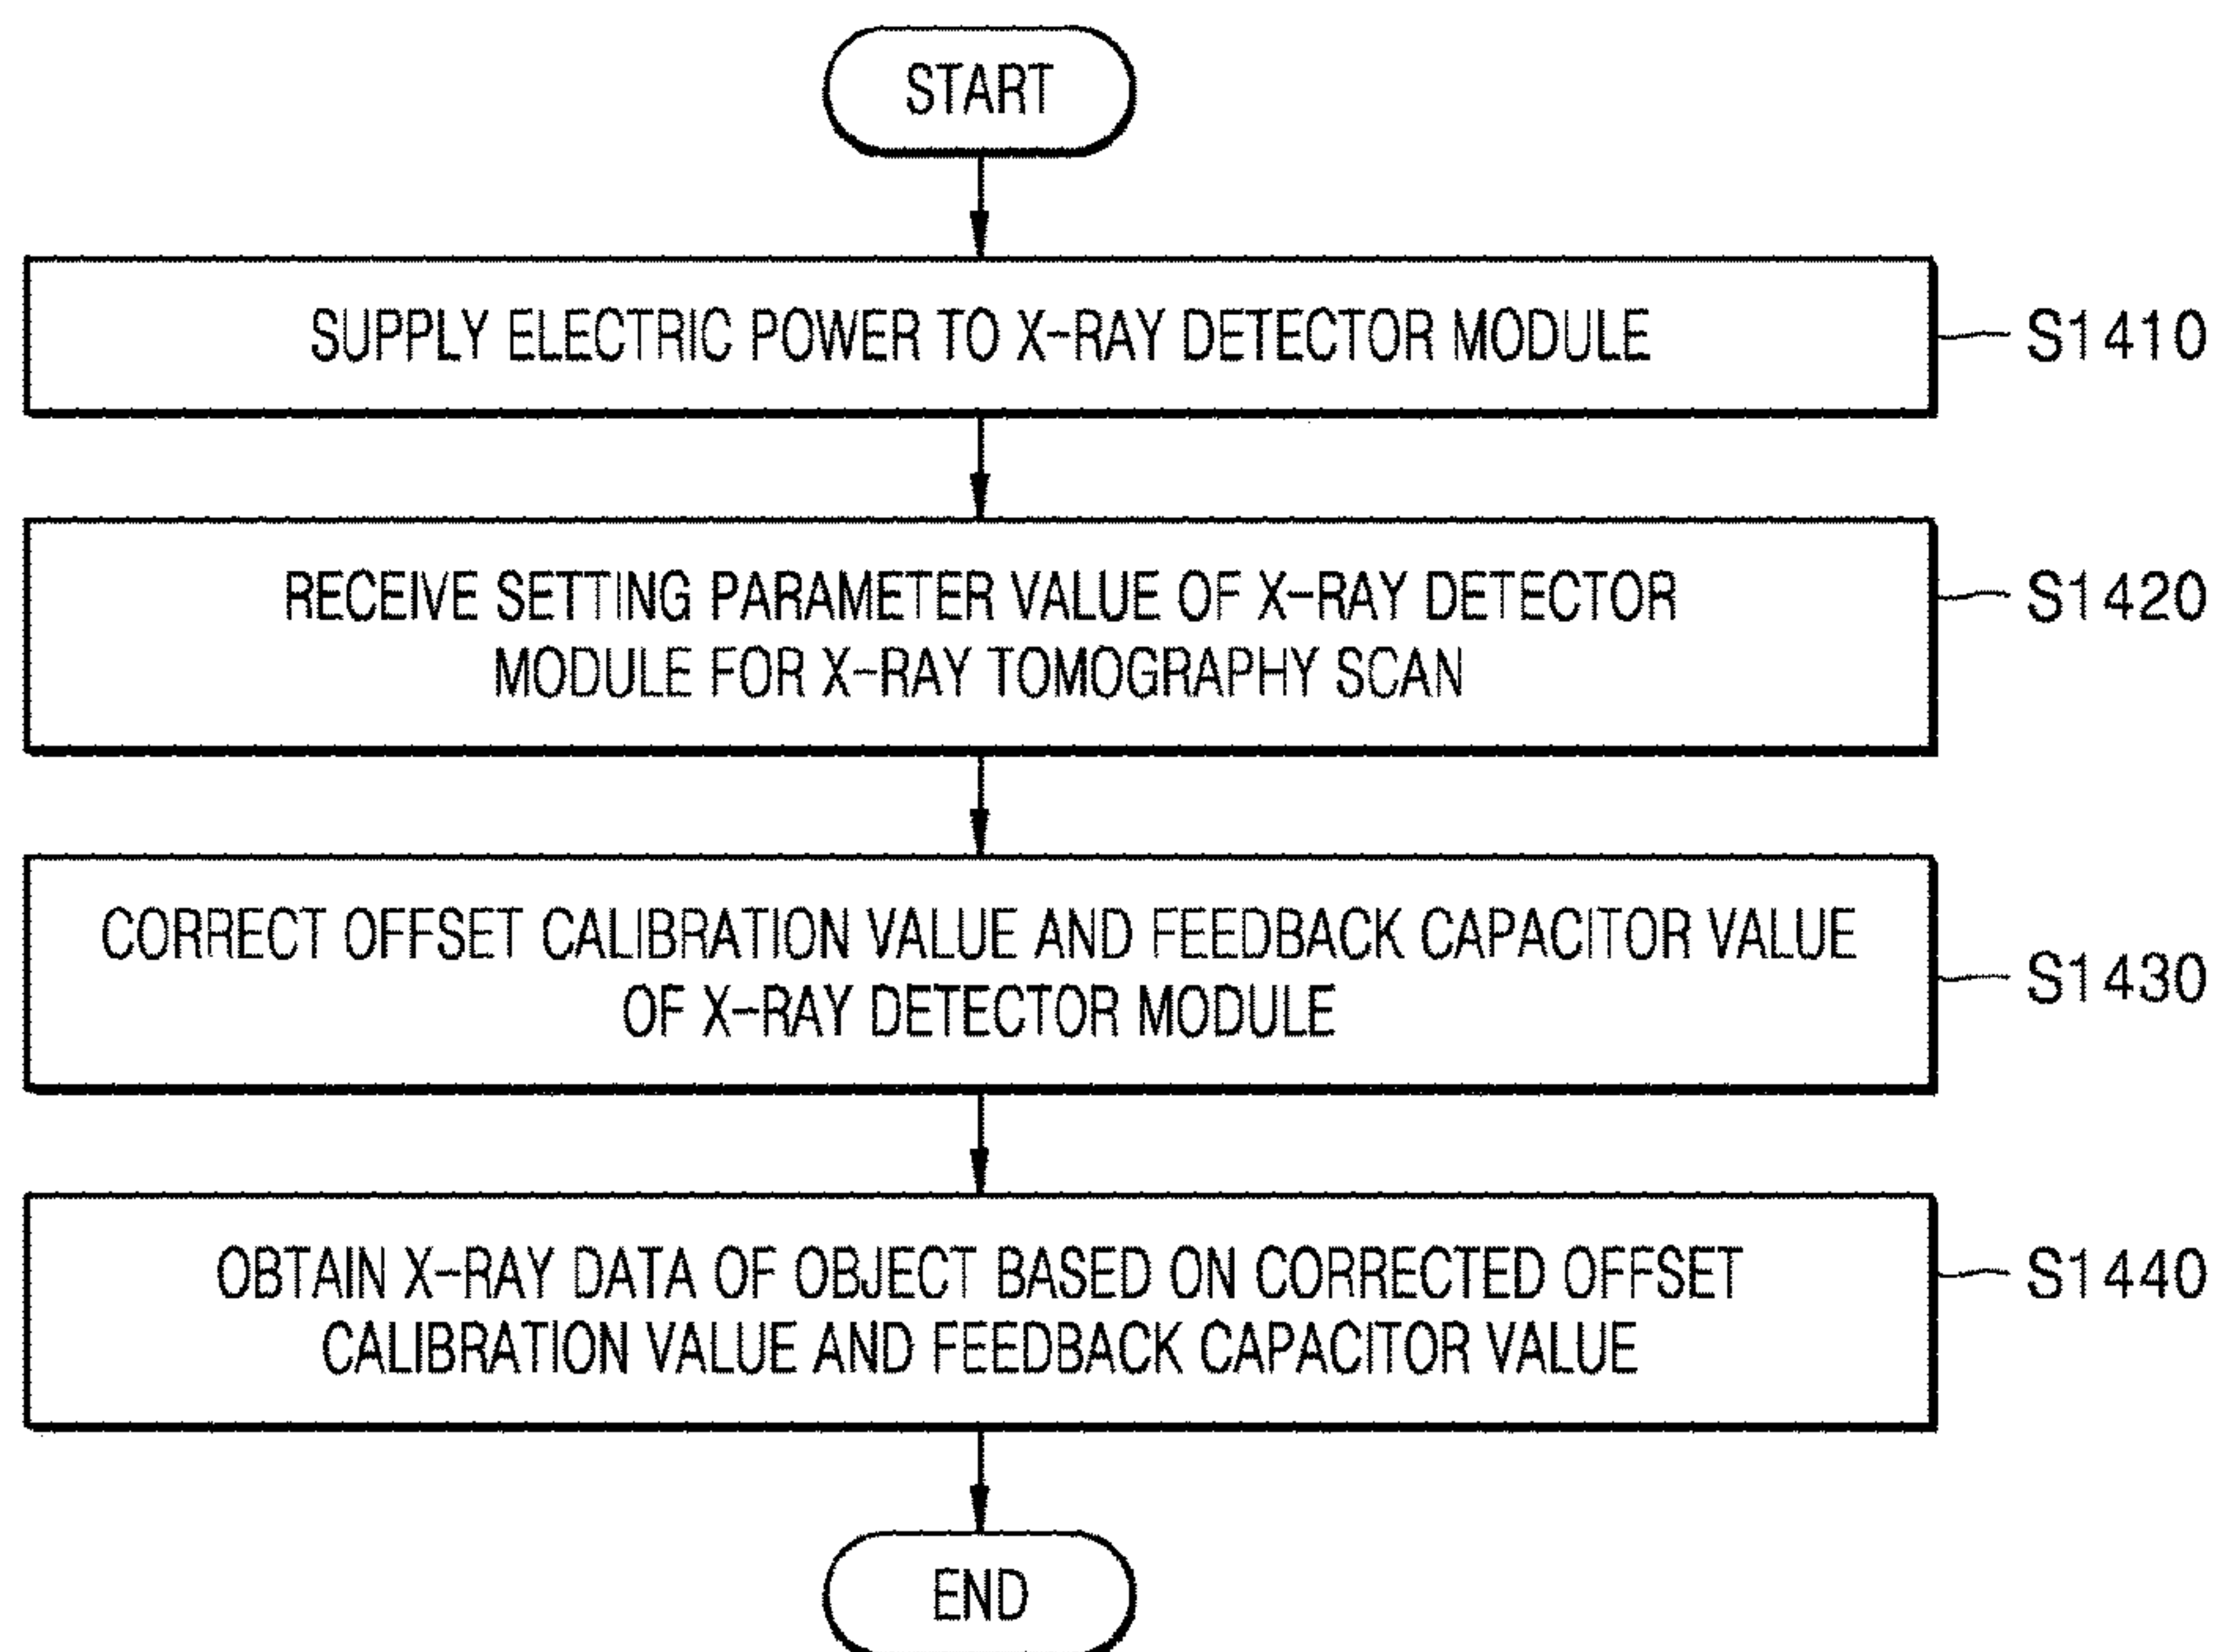 START
SUPPLY ELECTRIC POWER TO X-RAY DETECTOR MODULE
S1410
RECEIVE SETTING PARAMETER VALUE OF X-RAY DETECTOR
MODULE FOR X-RAY TOMOGRAPHY SCAN
S1420
CORRECT OFFSET CALIBRATION VALUE AND FEEDBACK CAPACITOR VALUE
OF X-RAY DETECTOR MODULE
S1430
OBTAIN X-RAY DATA OF OBJECT BASED ON CORRECTED OFFSET
CALIBRATION VALUE AND FEEDBACK CAPACITOR VALUE
S1440
END